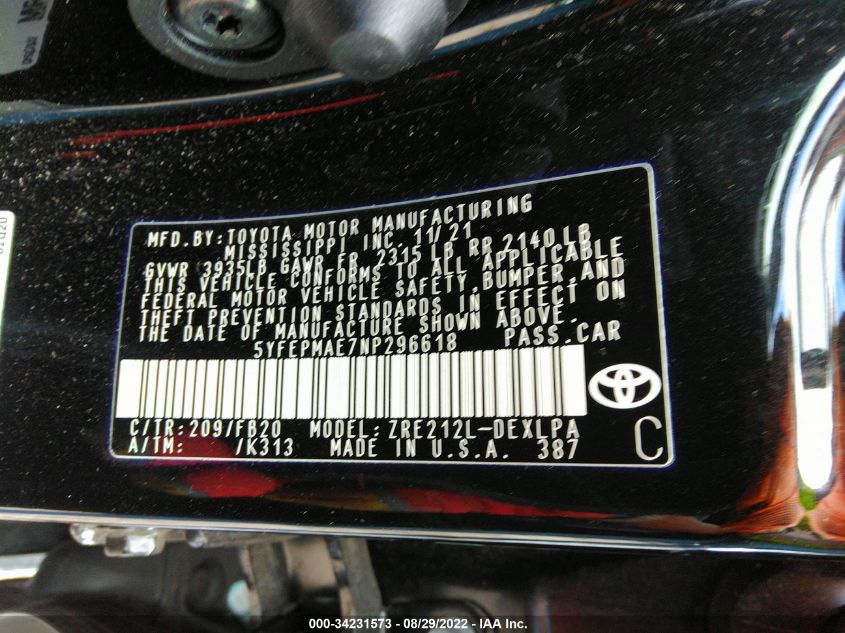 MFD.BY:TOYOTA MOTOR MANUFACTURING
MISSISSIPPI INC. 11/21
GVWR 3935LB GAWR FR 2315 LB RR 2140 LB
THIS VEHICLE CONFORMS TO ALL APPLICABLE
FEDERAL MOTOR VEHICLE SAFETY,BUMPER,AND
THEFT PREVENTION STANDARDS IN EFFECT ON
THE DATE OF MANUFACTURE SHOWN ABOVE.
5YFEPMAE7NP296618 PASS.CAR
C/TR:209/FB20 MODEL:ZRE212L-DEXLPA
A/TM: /K313 MADE IN U.S.A. 387
C
000-34231573 - 08/29/2022 - IAA Inc.